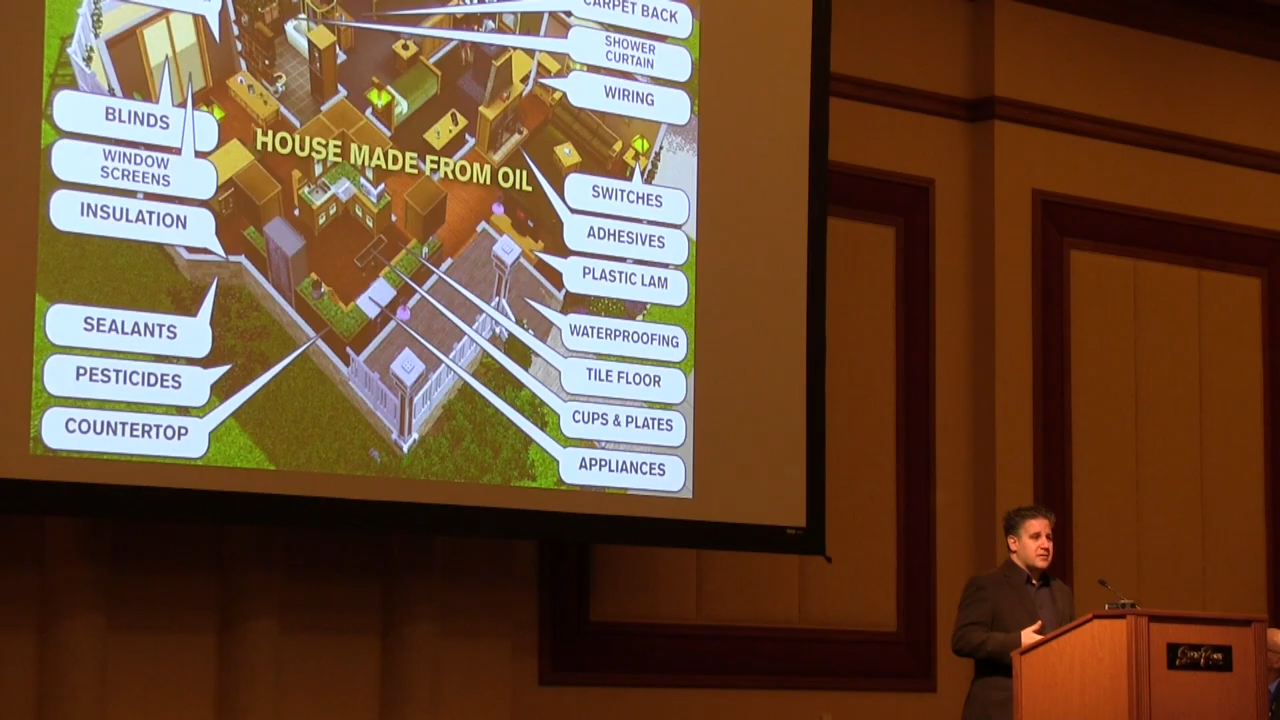 CARPET BACK
SHOWER
CURTAIN
WIRING
BLINDS
WINDOW
SCREENS
INSULATION
HOUSE MADE FROM OIL
SWITCHES
ADHESIVES
PLASTIC LAM
WATERPROOFING
TILE FLOOR
CUPS & PLATES
APPLIANCES
SEALANTS
PESTICIDES
COUNTERTOP